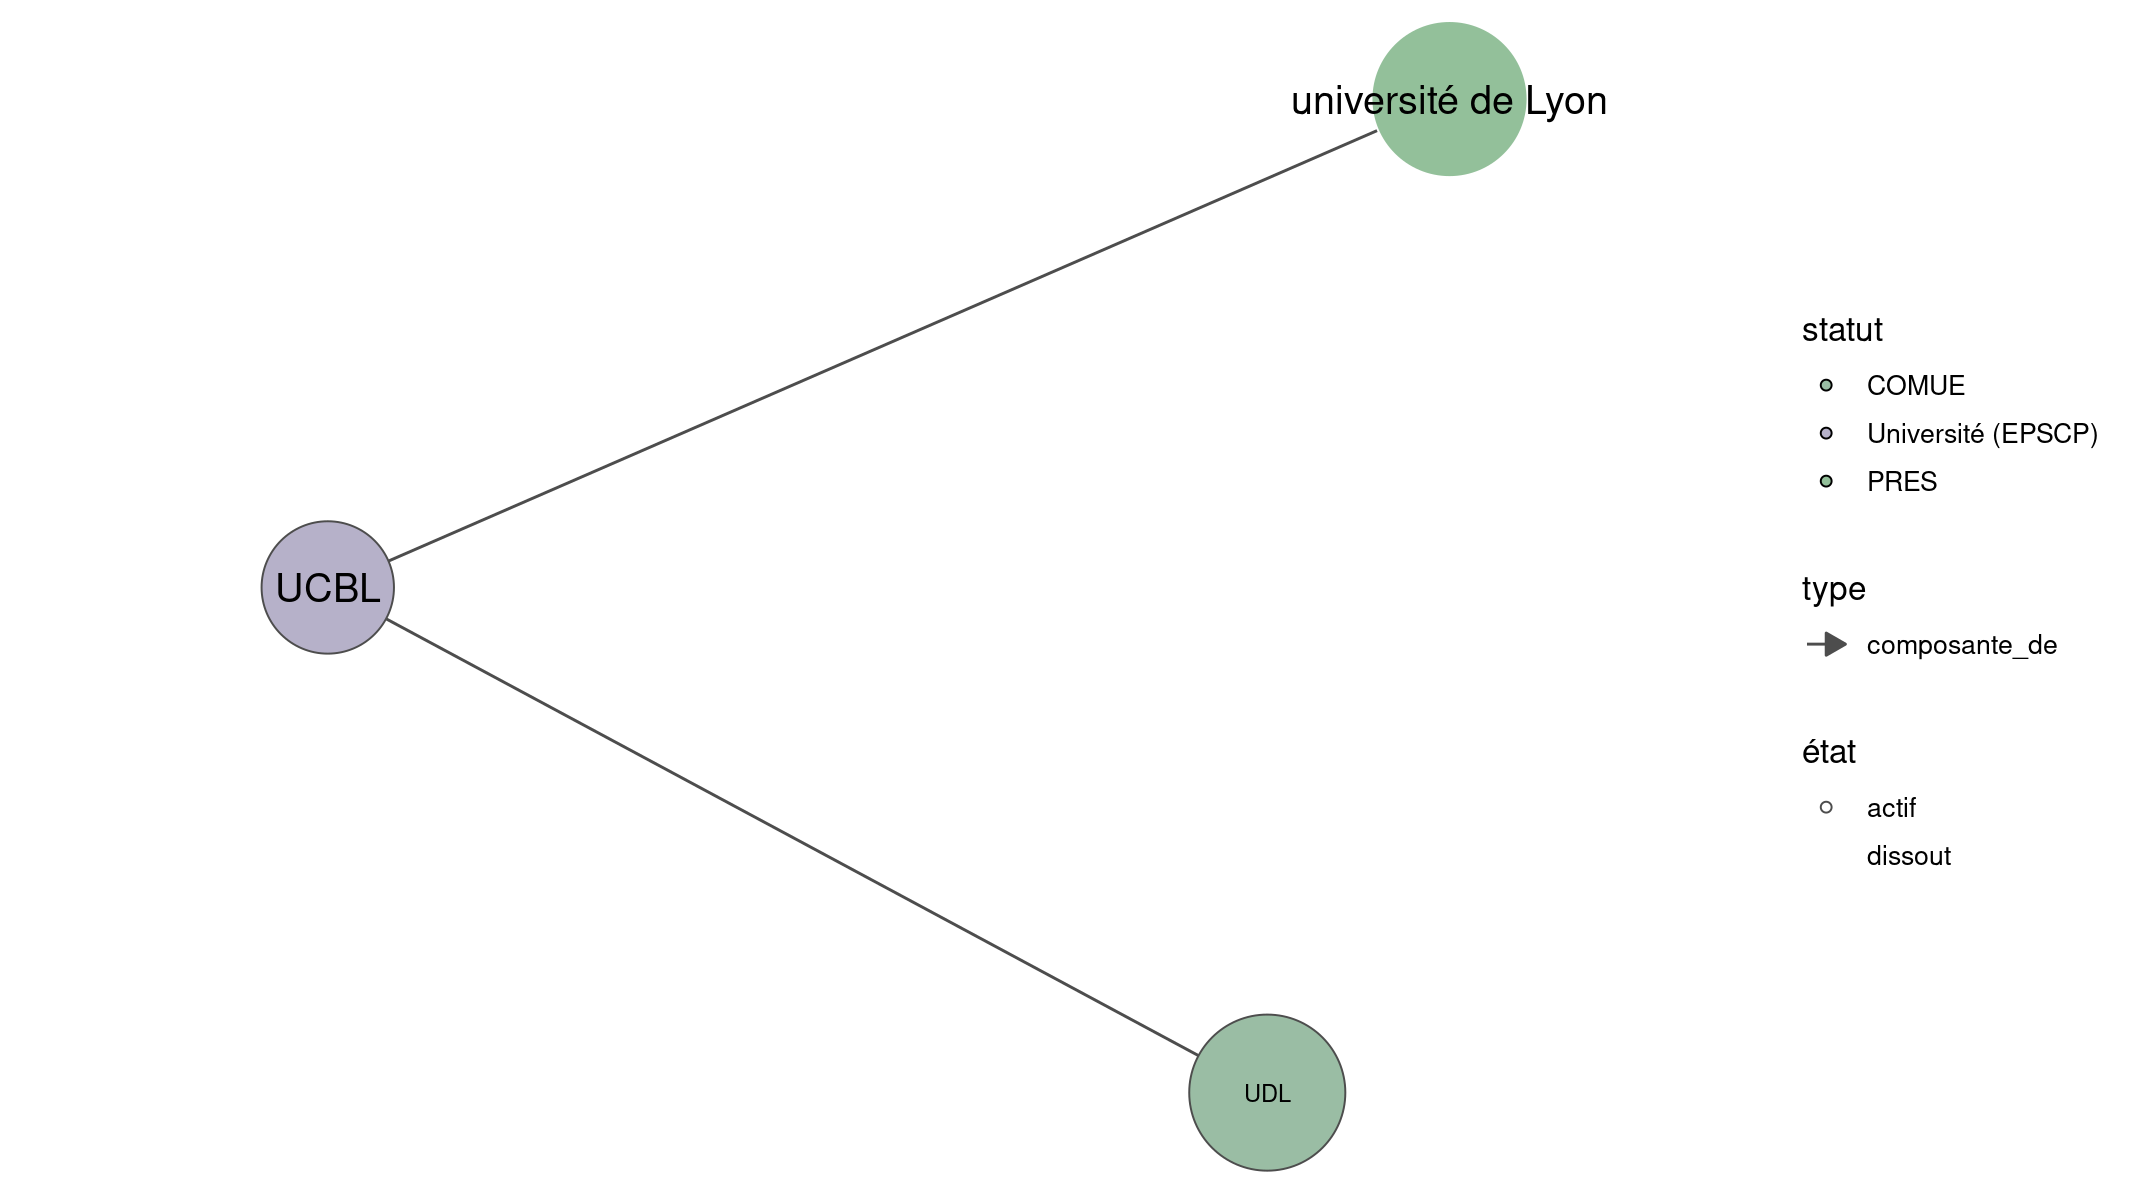 université de Lyon
UCBL
UDL
statut
COMUE
Université (EPSCP)
PRES
type
composante_de
état
actif
dissout